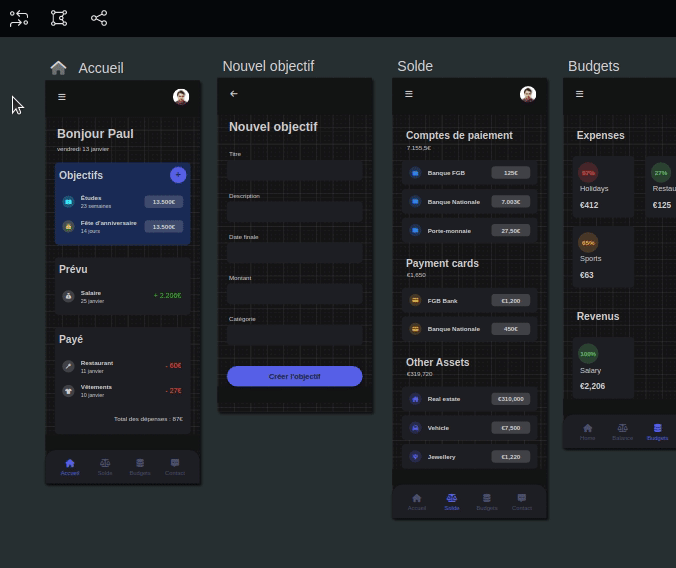 Accueil
Bonjour Paul
vendredi 13 janvier
Objectifs
+
Études
23 semaines
13.500€
Fête d'anniversaire
14 jours
13.500€
Prévu
Salaire
25 janvier
+ 2.200€
Payé
Restaurant
11 janvier
- 60€
Vêtements
10 janvier
- 27€
Total des dépenses : 87€
Accueil
Solde
Budgets
Contact
Nouvel objectif
Nouvel objectif
Titre
Description
Date finale
Montant
Catégorie
Créer l'objectif
Solde
Comptes de paiement
7.155,5€
Banque FGB
125€
Banque Nationale
7.003€
Porte-monnaie
27,50€
Payment cards
€1,650
FGB Bank
€1,200
Banque Nationale
450€
Other Assets
€319,720
Real estate
€310,000
Vehicle
€7,500
Jewellery
€1,220
Accueil
Solde
Budgets
Contact
Budgets
Expenses
Holidays
€412
27%
Restau
€125
65%
Sports
€63
Revenus
100%
Salary
€2,206
Home
Balance
Budgets